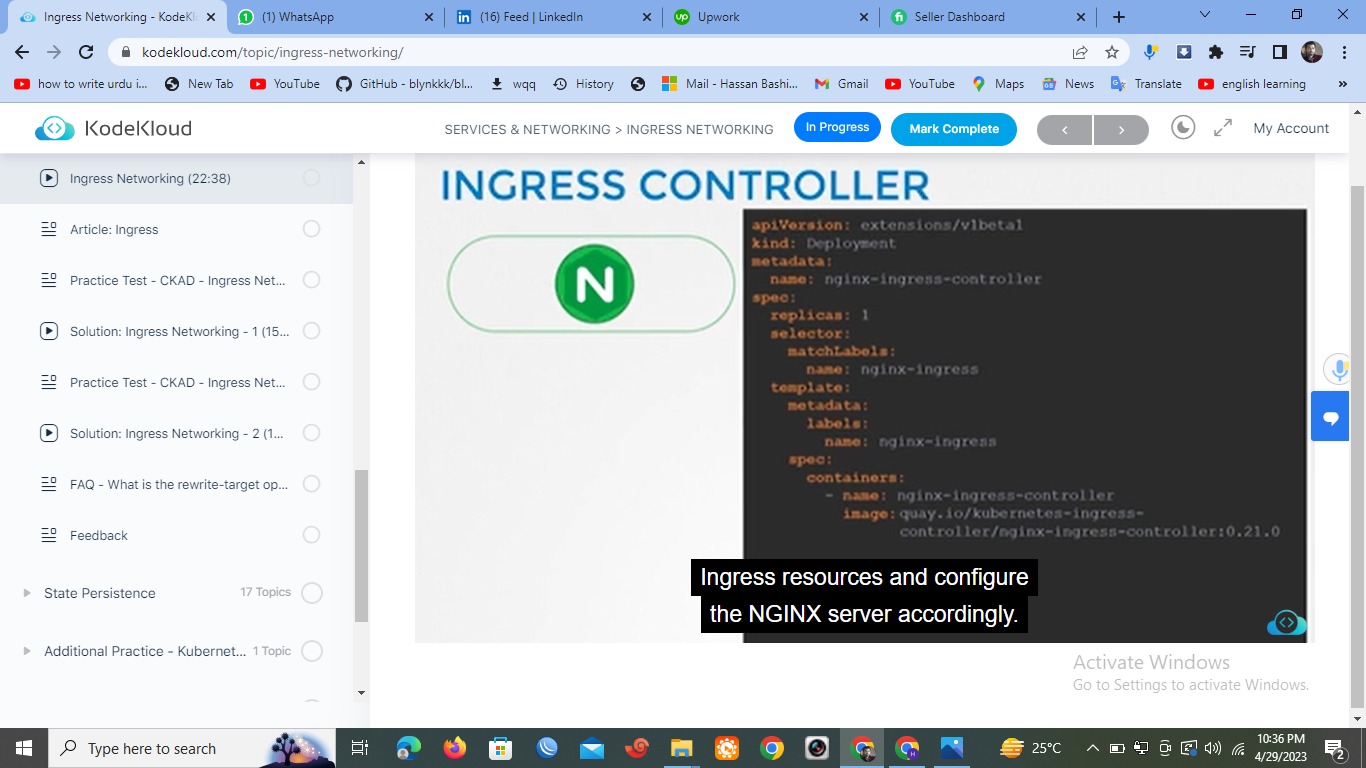 Ingress Networking - KodeKl
(1) WhatsApp
(16) Feed | LinkedIn
Upwork
Seller Dashboard
kodekloud.com/topic/ingress-networking/
how to write urdu i...
New Tab
YouTube
GitHub - blynkkk/bl...
wqq
History
Mail - Hassan Bashi...
Gmail
YouTube
Maps
News
Translate
english learning
KodeKloud
SERVICES & NETWORKING > INGRESS NETWORKING
In Progress
Mark Complete
My Account
Ingress Networking (22:38)
Article: Ingress
Practice Test - CKAD - Ingress Net...
Solution: Ingress Networking - 1 (15...
Practice Test - CKAD - Ingress Net...
Solution: Ingress Networking - 2 (1...
FAQ - What is the rewrite-target op...
Feedback
State Persistence
17 Topics
Additional Practice - Kubernet...
1 Topic
INGRESS CONTROLLER
N
apiVersion: extensions/v1beta1
kind: Deployment
metadata:
name: nginx-ingress-controller
spec:
replicas: 1
selector:
matchLabels:
name: nginx-ingress
template:
metadata:
labels:
name: nginx-ingress
spec:
containers:
- name: nginx-ingress-controller
image: quay.io/kubernetes-ingress-
controller/nginx-ingress-controller:0.21.0
Ingress resources and configure
the NGINX server accordingly.
Activate Windows
Go to Settings to activate Windows.
Type here to search
25°C
10:36 PM
4/29/2023
2